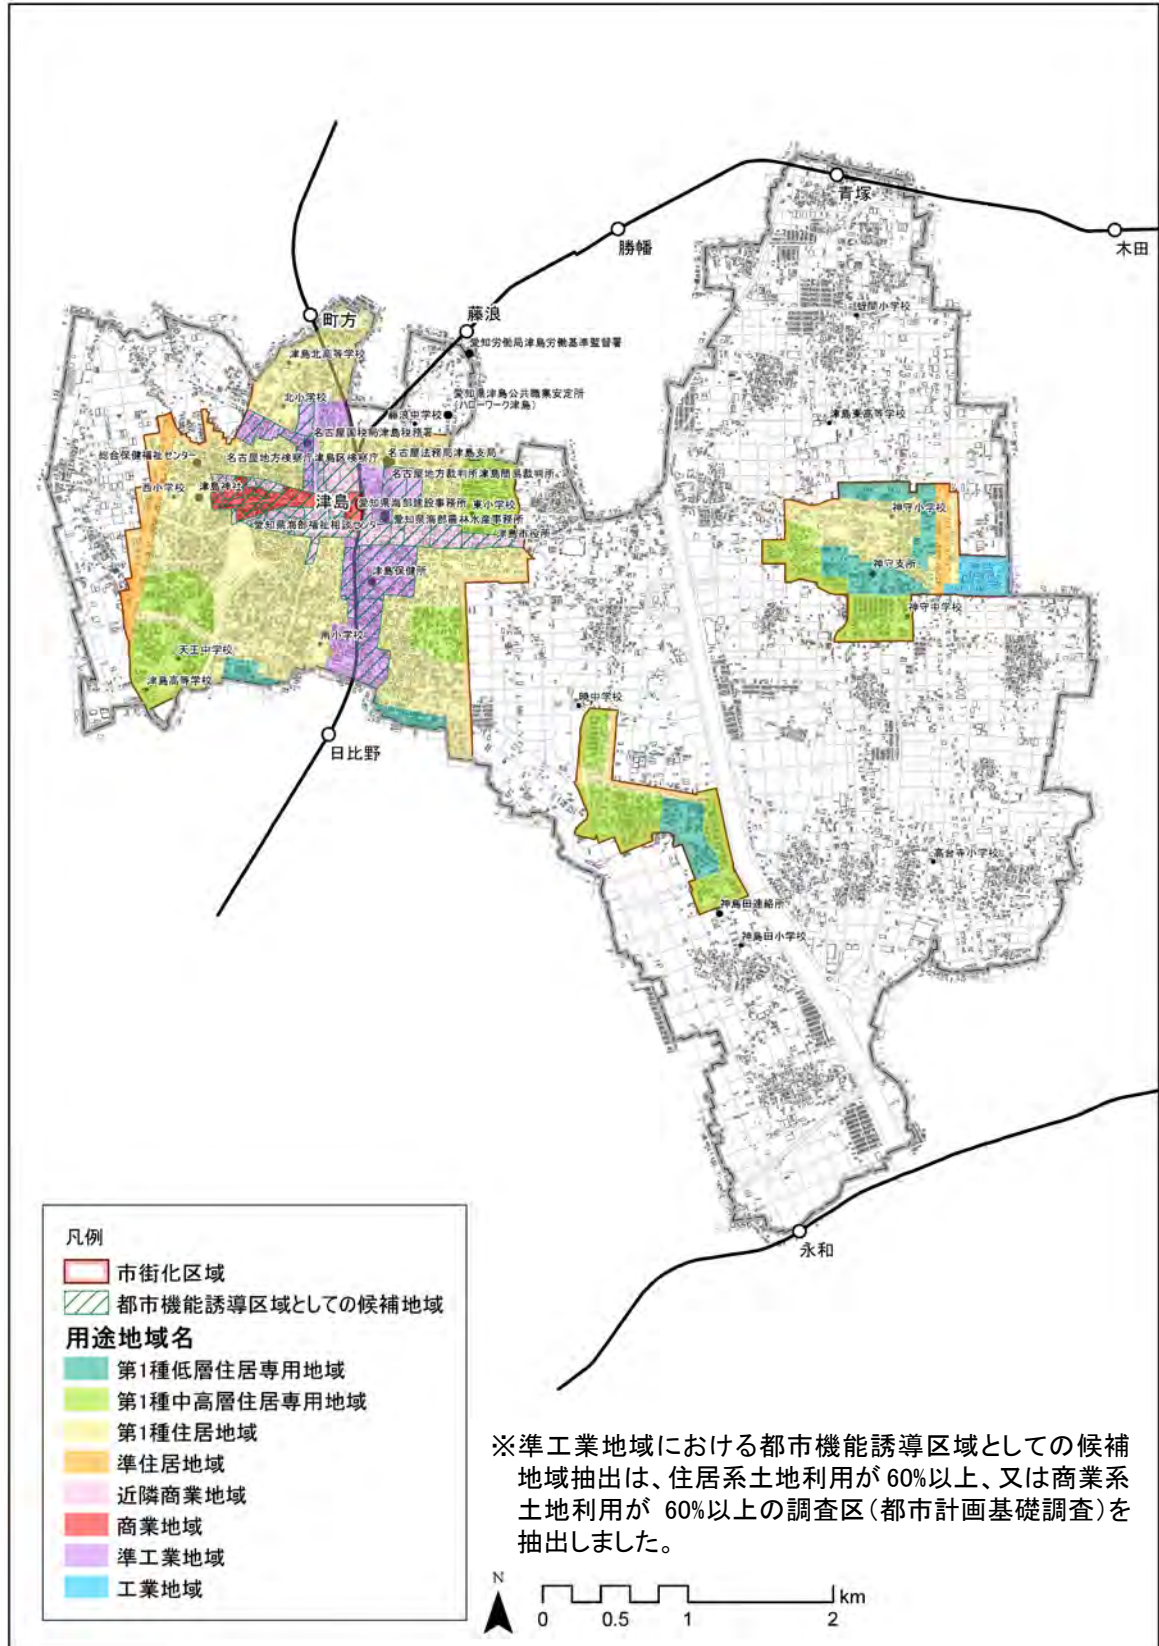 青塚
勝幡
木田
蛭間小学校
町方
藤浪
愛知労働局津島労働基準監督署
津島北高等学校
愛知県津島公共職業安定所
(ハローワーク津島)
北小学校
藤浪中学校
津島東高等学校
名古屋国税局津島税務署
総合保健福祉センター
名古屋地方検察庁津島区検察庁
名古屋法務局津島支局
名古屋地方裁判所津島簡易裁判所
西小学校
津島神社
津島
愛知県海部建設事務所
東小学校
神守小学校
愛知県海部福祉相談センター
愛知県海部農林水産事務所
津島市役所
津島保健所
神守支所
神守中学校
南小学校
天王中学校
津島高等学校
暁中学校
日比野
高台寺小学校
神島田連絡所
神島田小学校
永和
凡例
市街化区域
都市機能誘導区域としての候補地域
用途地域名
第1種低層住居専用地域
第1種中高層住居専用地域
第1種住居地域
準住居地域
近隣商業地域
商業地域
準工業地域
工業地域
※準工業地域における都市機能誘導区域としての候補
地域抽出は、住居系土地利用が 60%以上、又は商業系
土地利用が 60%以上の調査区(都市計画基礎調査)を
抽出しました。
N
km
0 0.5 1 2